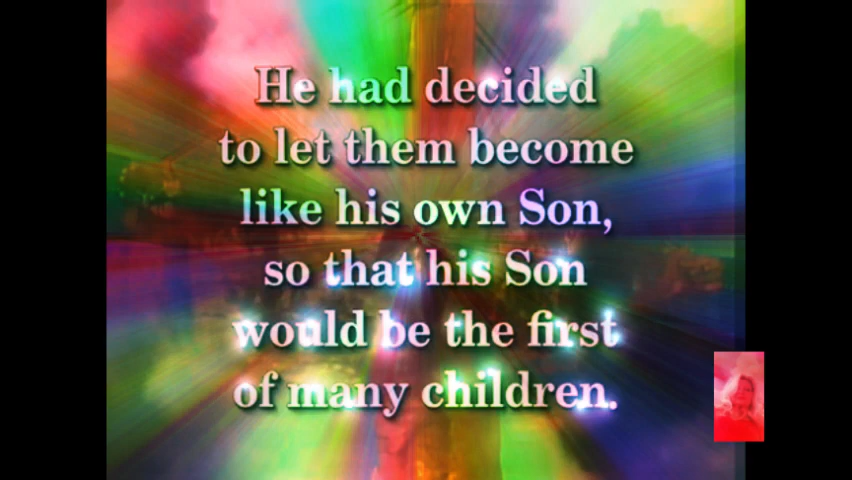 He had decided
to let them become
like his own Son,
so that his Son
would be the first
of many children.